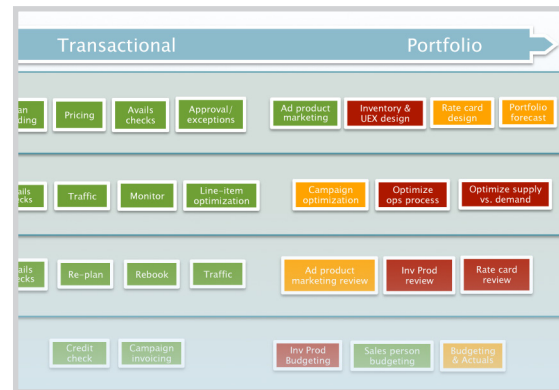 Transactional Portfolio
Pricing
Avails
checks
Approval/
exceptions
Ad product
marketing
Inventory &
UEX design
Rate card
design
Portfolio
forecast
Traffic
Monitor
Line-item
optimization
Campaign
optimization
Optimize
ops process
Optimize supply
vs. demand
Re-plan
Rebook
Traffic
Ad product
marketing review
Inv Prod
review
Rate card
review
Credit
check
Campaign
invoicing
Inv Prod
Budgeting
Sales person
budgeting
Budgeting
& Actuals